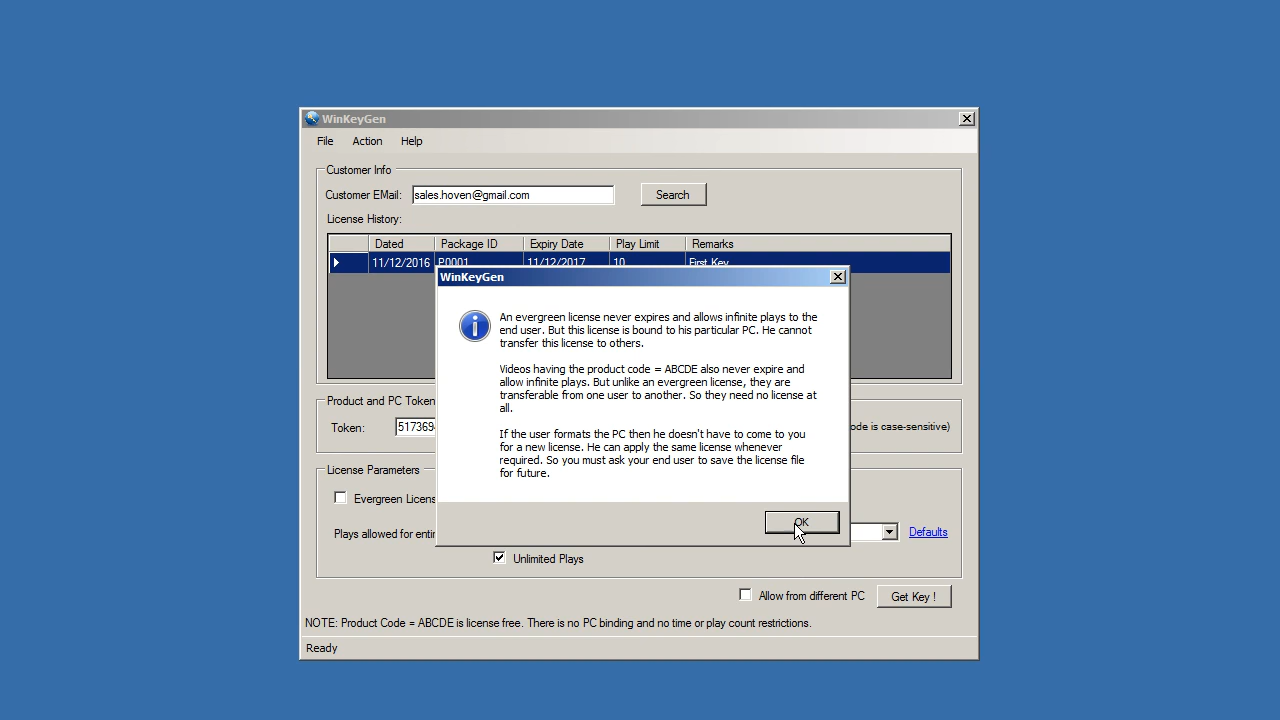 WinKeyGen
File Action Help
Customer Info
Customer EMail: sales.hoven@gmail.com Search
License History:
Dated Package ID Expiry Date Play Limit Remarks
11/12/2016 P0001 11/12/2017 10 First Key
WinKeyGen
An evergreen license never expires and allows infinite plays to the
end user. But this license is bound to his particular PC. He cannot
transfer this license to others.
Videos having the product code = ABCDE also never expire and
allow infinite plays. But unlike an evergreen license, they are
transferable from one user to another. So they need no license at
all.
If the user formats the PC then he doesn't have to come to you
for a new license. He can apply the same license whenever
required. So you must ask your end user to save the license file
for future.
OK
Product and PC Token
Token: 517369 is case-sensitive)
License Parameters
Evergreen
Plays allowed for Defaults
Unlimited Plays
Allow from different PC Get Key !
NOTE: Product Code = ABCDE is license free. There is no PC binding and no time or play count restrictions.
Ready